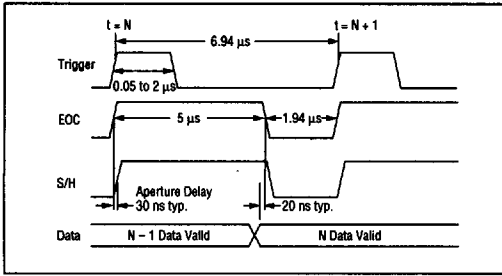 t = N
t = N + 1
6.94 μs
Trigger
0.05 to 2 μs
EOC
5 μs
1.94 μs
S/H
Aperture Delay
30 ns typ.
20 ns typ.
Data
N – 1 Data Valid
N Data Valid